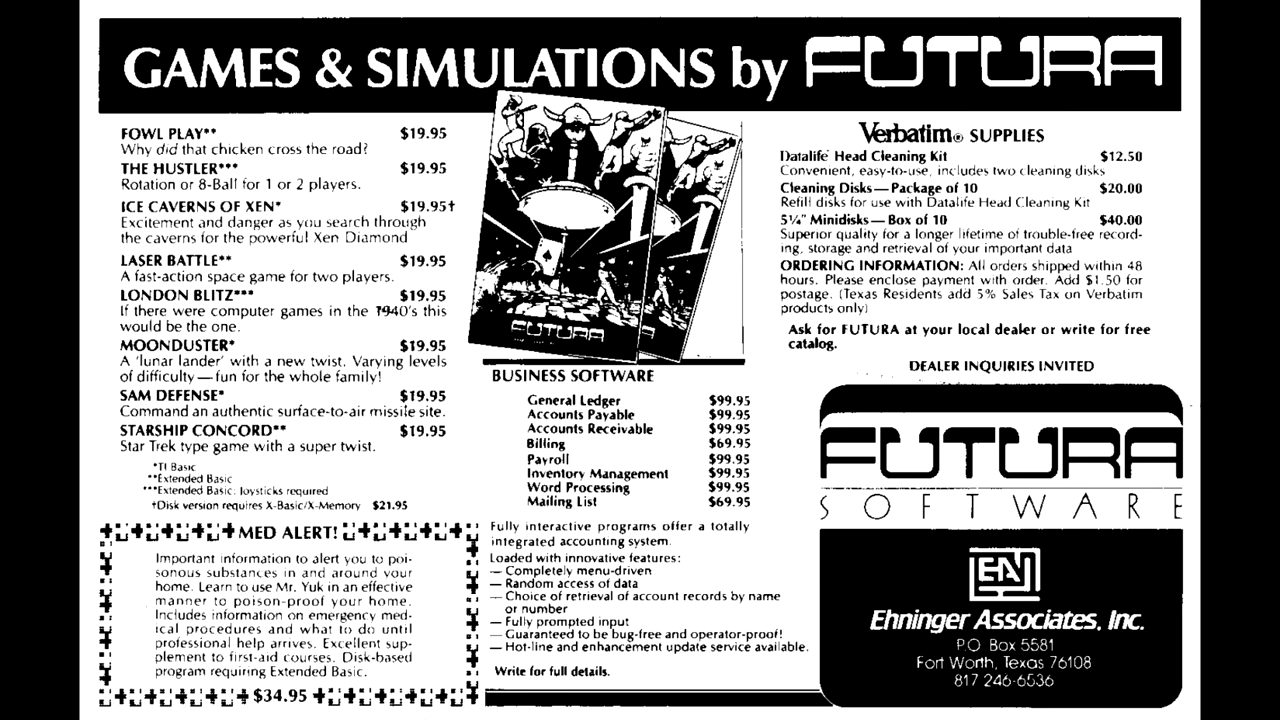 GAMES & SIMULATIONS by FUTURA
FOWL PLAY** $19.95
Why did that chicken cross the road?
THE HUSTLER*** $19.95
Rotation or 8-Ball for 1 or 2 players.
ICE CAVERNS OF XEN* $19.95†
Excitement and danger as you search through
the caverns for the powerful Xen Diamond
LASER BATTLE** $19.95
A fast-action space game for two players.
LONDON BLITZ*** $19.95
If there were computer games in the 1940's this
would be the one.
MOONDUSTER* $19.95
A 'lunar lander' with a new twist. Varying levels
of difficulty — fun for the whole family!
SAM DEFENSE* $19.95
Command an authentic surface-to-air missile site.
STARSHIP CONCORD** $19.95
Star Trek type game with a super twist.
*TI Basic
**Extended Basic
***Extended Basic: Joysticks required
†Disk version requires X-Basic/X-Memory $21.95
MED ALERT!
Important information to alert you to poi-
sonous substances in and around your
home. Learn to use Mr. Yuk in an effective
manner to poison-proof your home.
Includes information on emergency med-
ical procedures and what to do until
professional help arrives. Excellent sup-
plement to first-aid courses. Disk-based
program requiring Extended Basic.
$34.95
FUTURA
BUSINESS SOFTWARE
General Ledger $99.95
Accounts Payable $99.95
Accounts Receivable $99.95
Billing $69.95
Payroll $99.95
Inventory Management $99.95
Word Processing $99.95
Mailing List $69.95
Fully interactive programs offer a totally
integrated accounting system.
Loaded with innovative features:
— Completely menu-driven
— Random access of data
— Choice of retrieval of account records by name
or number
— Fully prompted input
— Guaranteed to be bug-free and operator-proof!
— Hot-line and enhancement update service available.
Write for full details.
Verbatim® SUPPLIES
Datalife Head Cleaning Kit $12.50
Convenient, easy-to-use, includes two cleaning disks
Cleaning Disks — Package of 10 $20.00
Refill disks for use with Datalife Head Cleaning Kit
5¼" Minidisks — Box of 10 $40.00
Superior quality for a longer lifetime of trouble-free record-
ing, storage and retrieval of your important data
ORDERING INFORMATION: All orders shipped within 48
hours. Please enclose payment with order. Add $1.50 for
postage. (Texas Residents add 5% Sales Tax on Verbatim
products only)
Ask for FUTURA at your local dealer or write for free
catalog.
DEALER INQUIRIES INVITED
FUTURA
SOFTWARE
EAI
Ehninger Associates, Inc.
P.O. Box 5581
Fort Worth, Texas 76108
817 246-6536